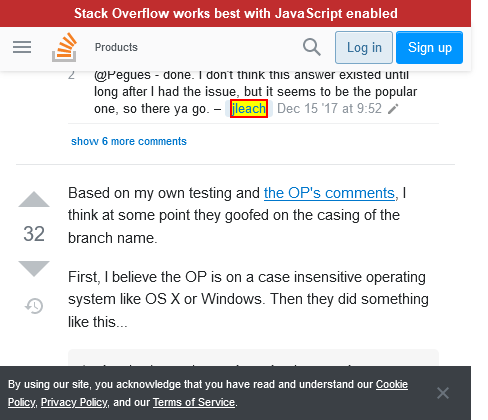 Stack Overflow works best with JavaScript enabled
Products
Log in
Sign up
2
@Pegues - done. I don't think this answer existed until
long after I had the issue, but it seems to be the popular
one, so there ya go. – jleach Dec 15 '17 at 9:52
show 6 more comments
Based on my own testing and the OP's comments, I
think at some point they goofed on the casing of the
branch name.
32
First, I believe the OP is on a case insensitive operating
system like OS X or Windows. Then they did something
like this...
By using our site, you acknowledge that you have read and understand our Cookie
Policy, Privacy Policy, and our Terms of Service.